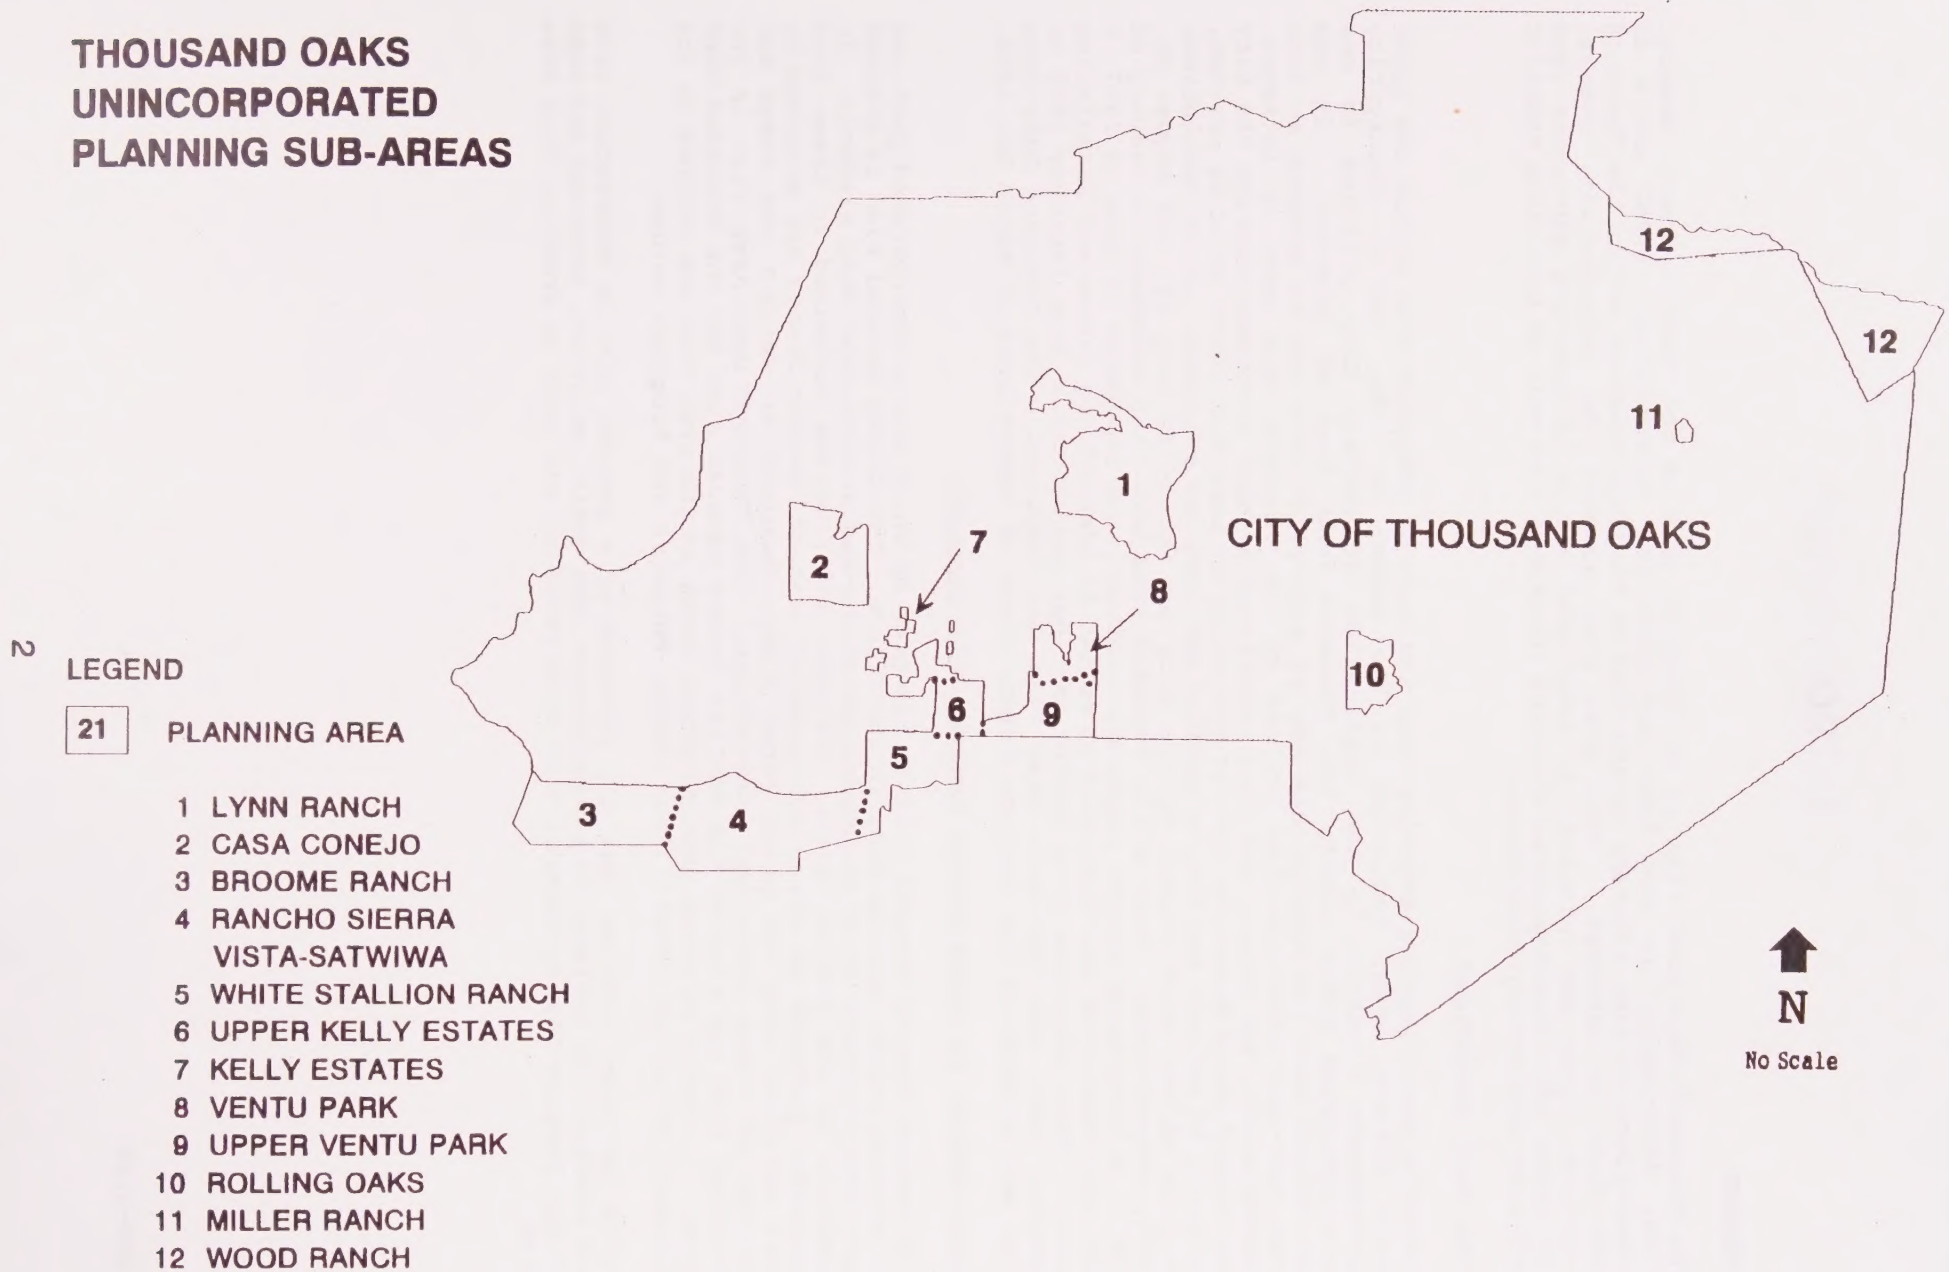 THOUSAND OAKS
UNINCORPORATED
PLANNING SUB-AREAS
12
12
11
1
CITY OF THOUSAND OAKS
7
2
8
10
6
9
5
3
4
2
LEGEND
21 PLANNING AREA
1 LYNN RANCH
2 CASA CONEJO
3 BROOME RANCH
4 RANCHO SIERRA
VISTA-SATWIWA
5 WHITE STALLION RANCH
6 UPPER KELLY ESTATES
7 KELLY ESTATES
8 VENTU PARK
9 UPPER VENTU PARK
10 ROLLING OAKS
11 MILLER RANCH
12 WOOD RANCH
N
No Scale